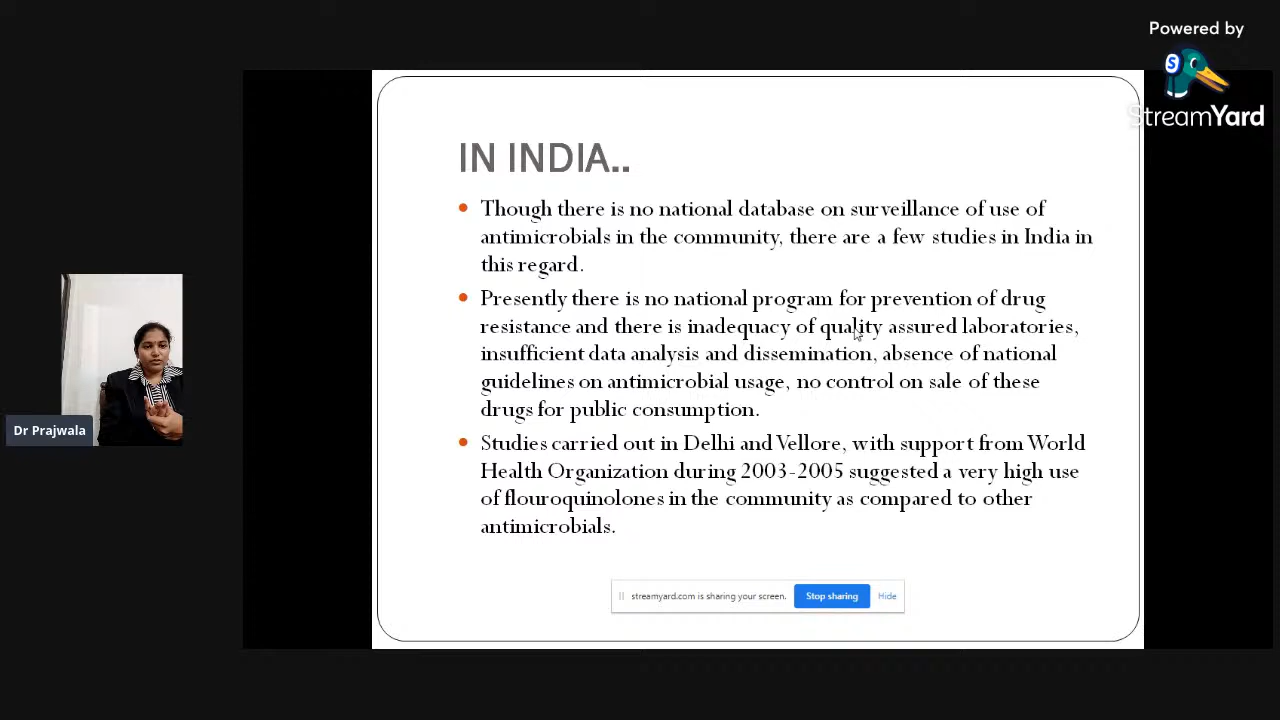 Powered by
StreamYard
IN INDIA..
Though there is no national database on surveillance of use of
antimicrobials in the community, there are a few studies in India in
this regard.
Presently there is no national program for prevention of drug
resistance and there is inadequacy of quality assured laboratories,
insufficient data analysis and dissemination, absence of national
guidelines on antimicrobial usage, no control on sale of these
drugs for public consumption.
Studies carried out in Delhi and Vellore, with support from World
Health Organization during 2003-2005 suggested a very high use
of flouroquinolones in the community as compared to other
antimicrobials.
Dr Prajwala
streamyard.com is sharing your screen. Stop sharing Hide